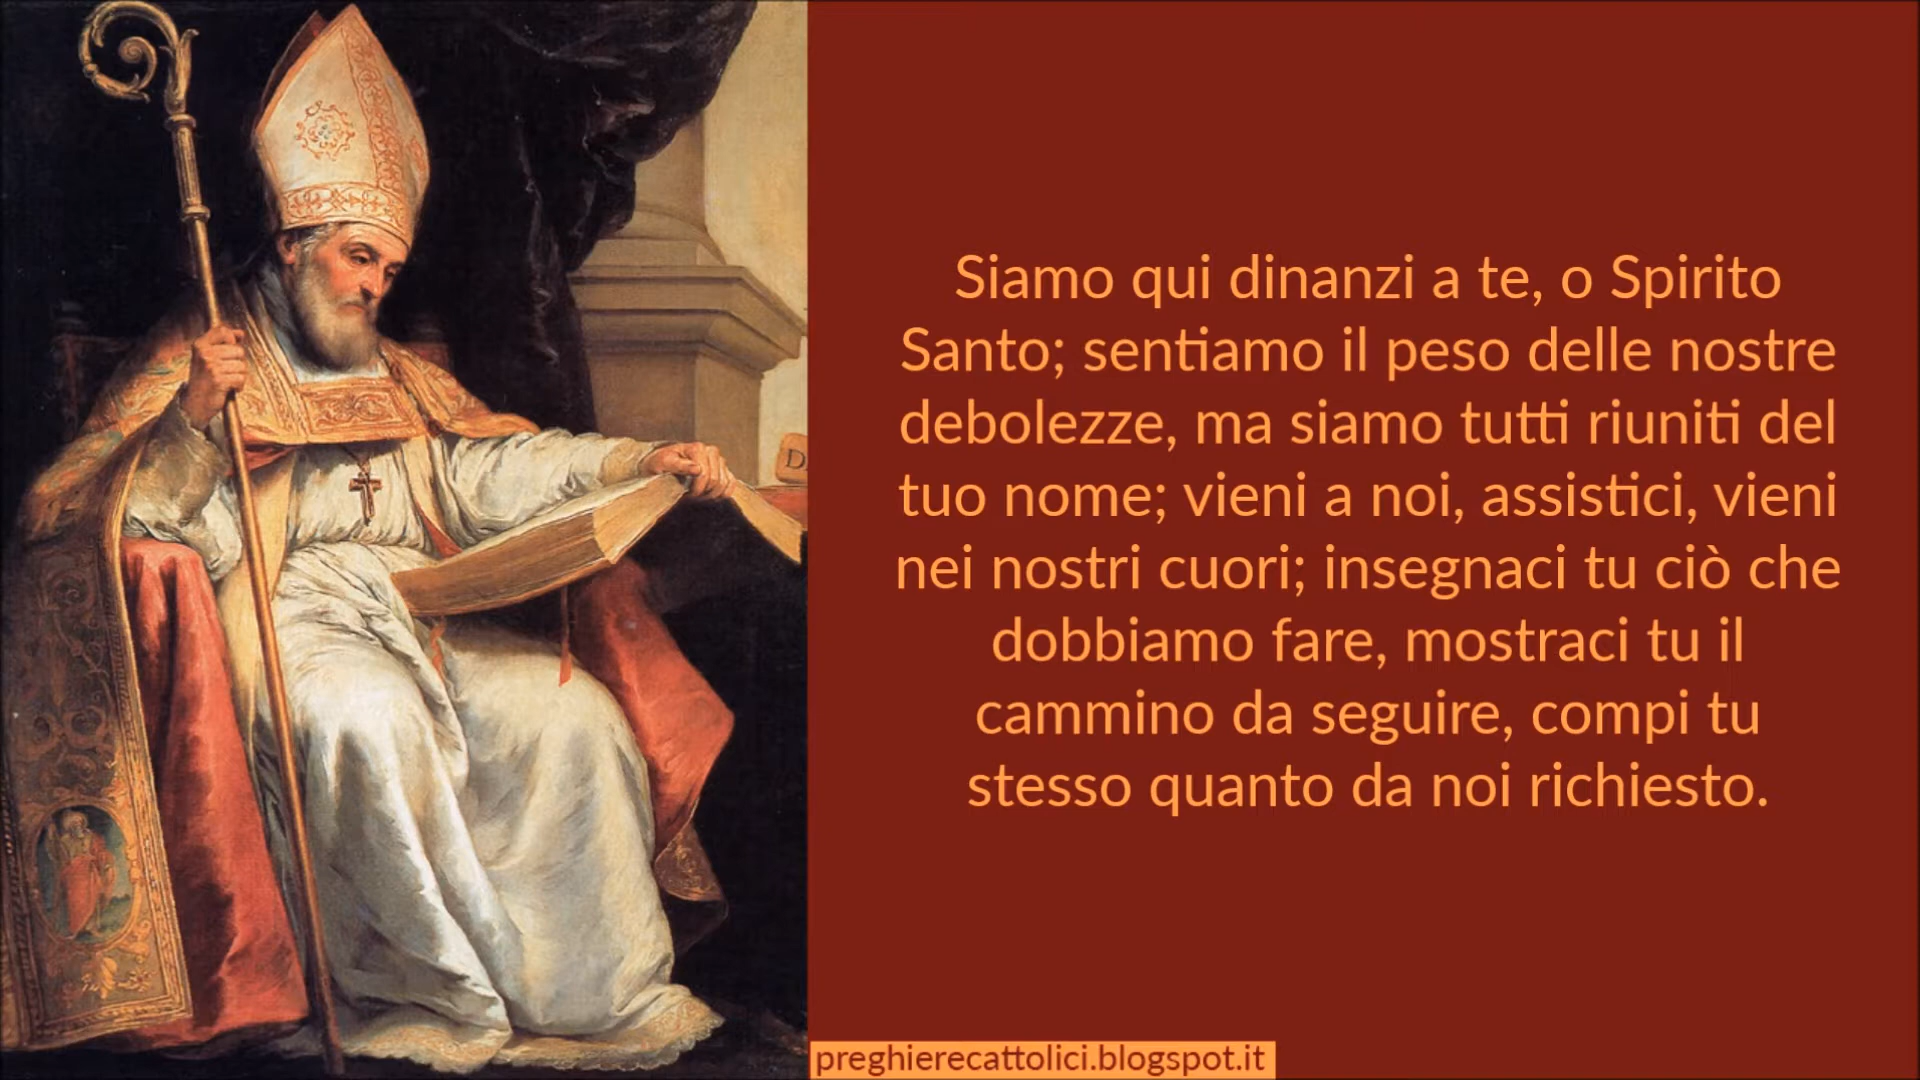 Siamo qui dinanzi a te, o Spirito
Santo; sentiamo il peso delle nostre
debolezze, ma siamo tutti riuniti del
tuo nome; vieni a noi, assistici, vieni
nei nostri cuori; insegnaci tu ciò che
dobbiamo fare, mostraci tu il
cammino da seguire, compi tu
stesso quanto da noi richiesto.
D
preghierecattolici.blogspot.it